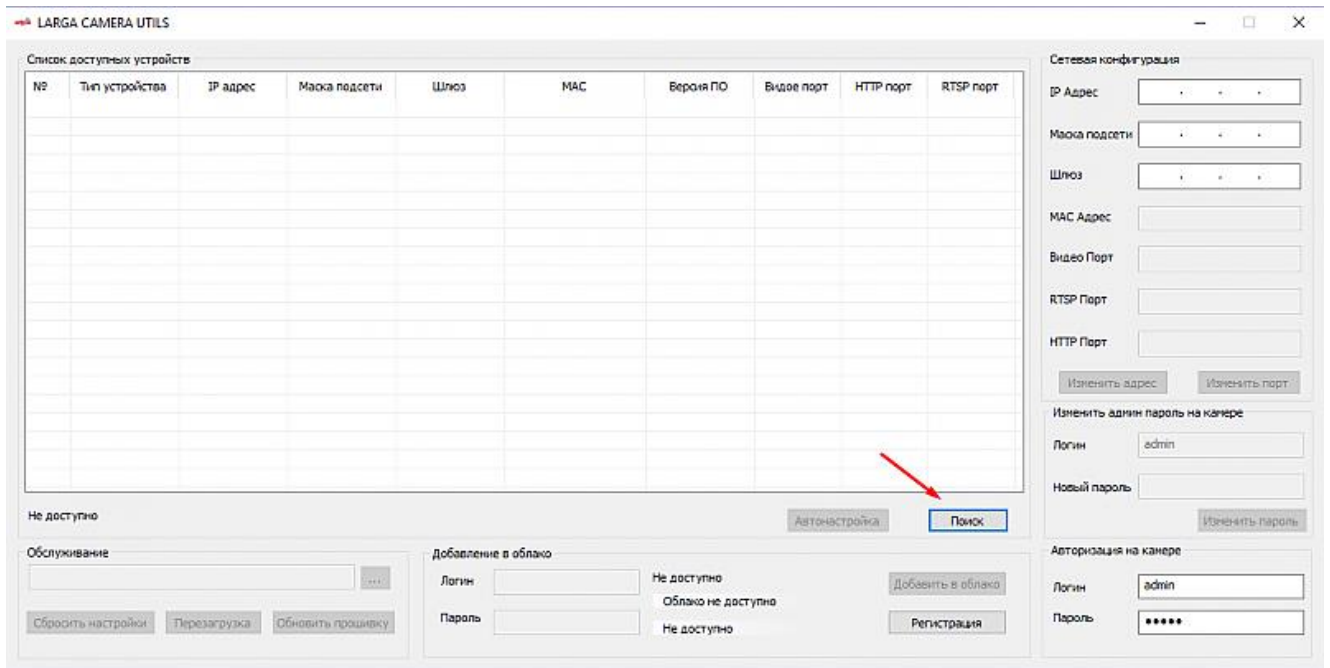 LARGA CAMERA UTILS
Список доступных устройств
№ Тип устройства IP адрес Маска подсети Шлюз MAC Версия ПО Видое порт HTTP порт RTSP порт
Не доступно
Автонастройка Поиск
Сетевая конфигурация
IP Адрес
Маска подсети
Шлюз
MAC Адрес
Видео Порт
RTSP Порт
HTTP Порт
Изменить адрес Изменить порт
Изменить админ пароль на камере
Логин admin
Новый пароль
Изменить пароль
Обслуживание
...
Сбросить настройки Перезагрузка Обновить прошивку
Добавление в облако
Логин Не доступно Добавить в облако
Облако не доступно
Пароль Не доступно Регистрация
Авторизация на камере
Логин admin
Пароль •••••